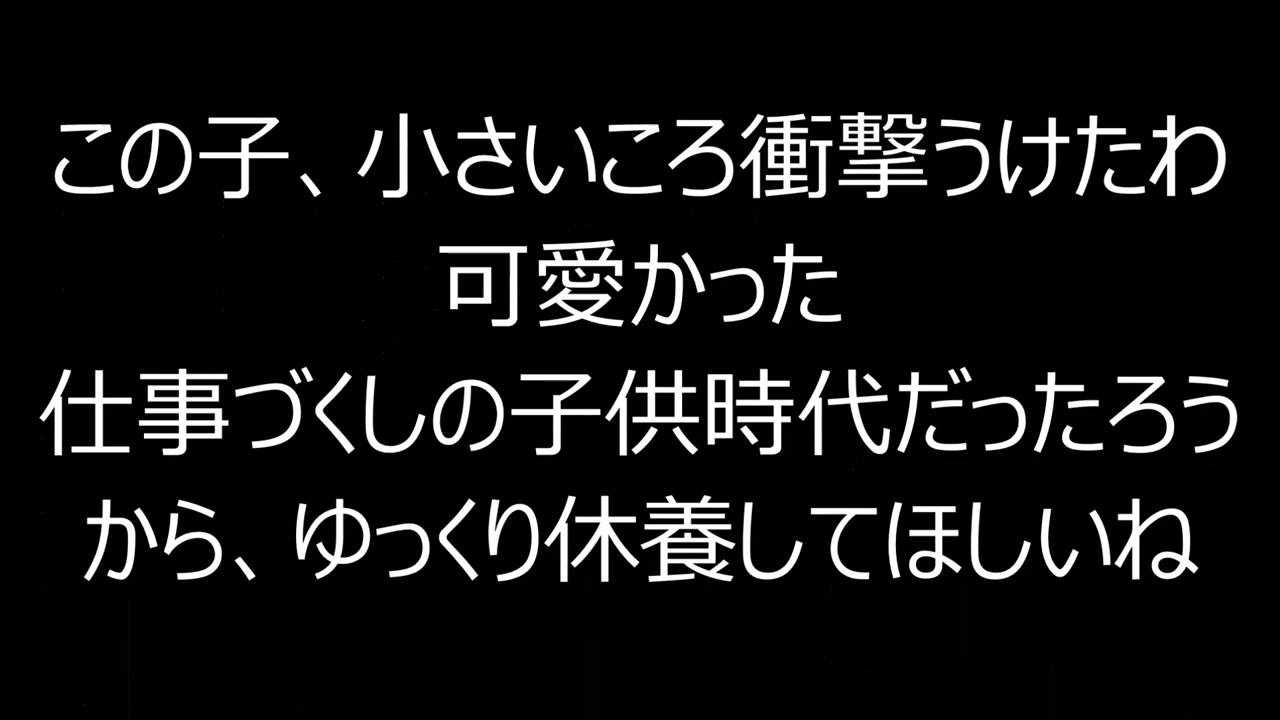 この子、小さいころ衝撃うけたわ
可愛かった
仕事づくしの子供時代だったろう
から、ゆっくり休養してほしいね